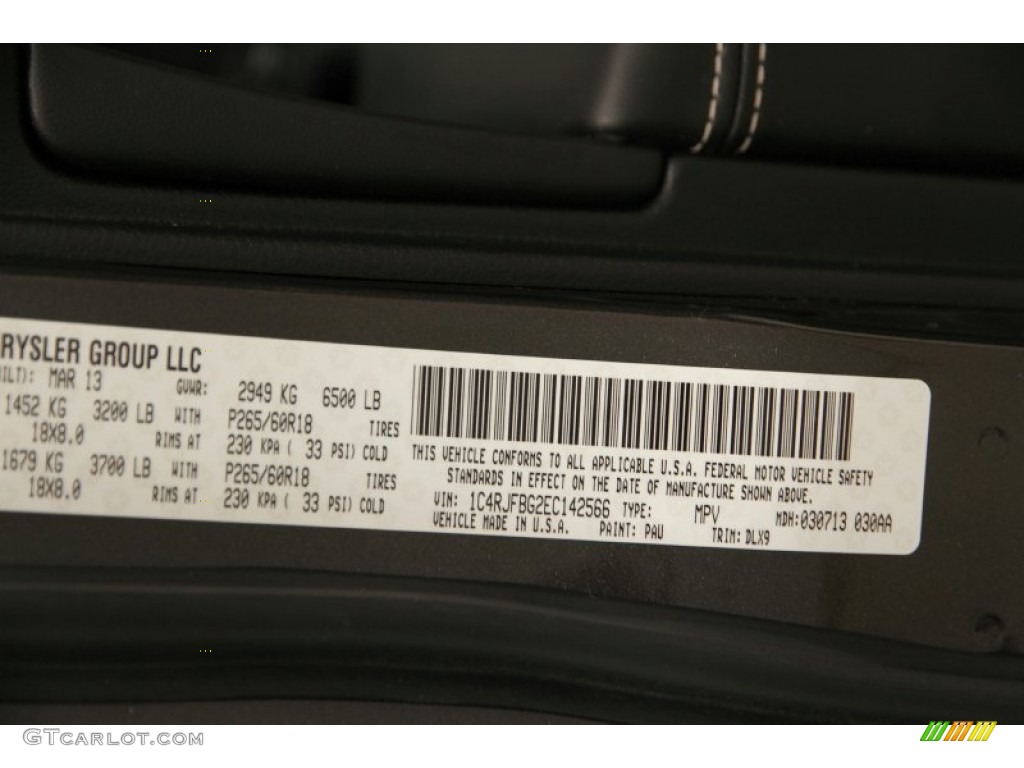 RYSLER GROUP LLC
ILT): MAR 13 GVWR: 2949 KG 6500 LB
1452 KG 3200 LB WITH P265/60R18 TIRES
18X8.0 RIMS AT 230 KPA ( 33 PSI) COLD
1679 KG 3700 LB WITH P265/60R18 TIRES
18X8.0 RIMS AT 230 KPA ( 33 PSI) COLD
THIS VEHICLE CONFORMS TO ALL APPLICABLE U.S.A. FEDERAL MOTOR VEHICLE SAFETY
STANDARDS IN EFFECT ON THE DATE OF MANUFACTURE SHOWN ABOVE.
VIN: 1C4RJFBG2EC142566 TYPE: MPV MDH:030713 030AA
VEHICLE MADE IN U.S.A. PAINT: PAU TRIM: DLX9
GTCARLOT.COM